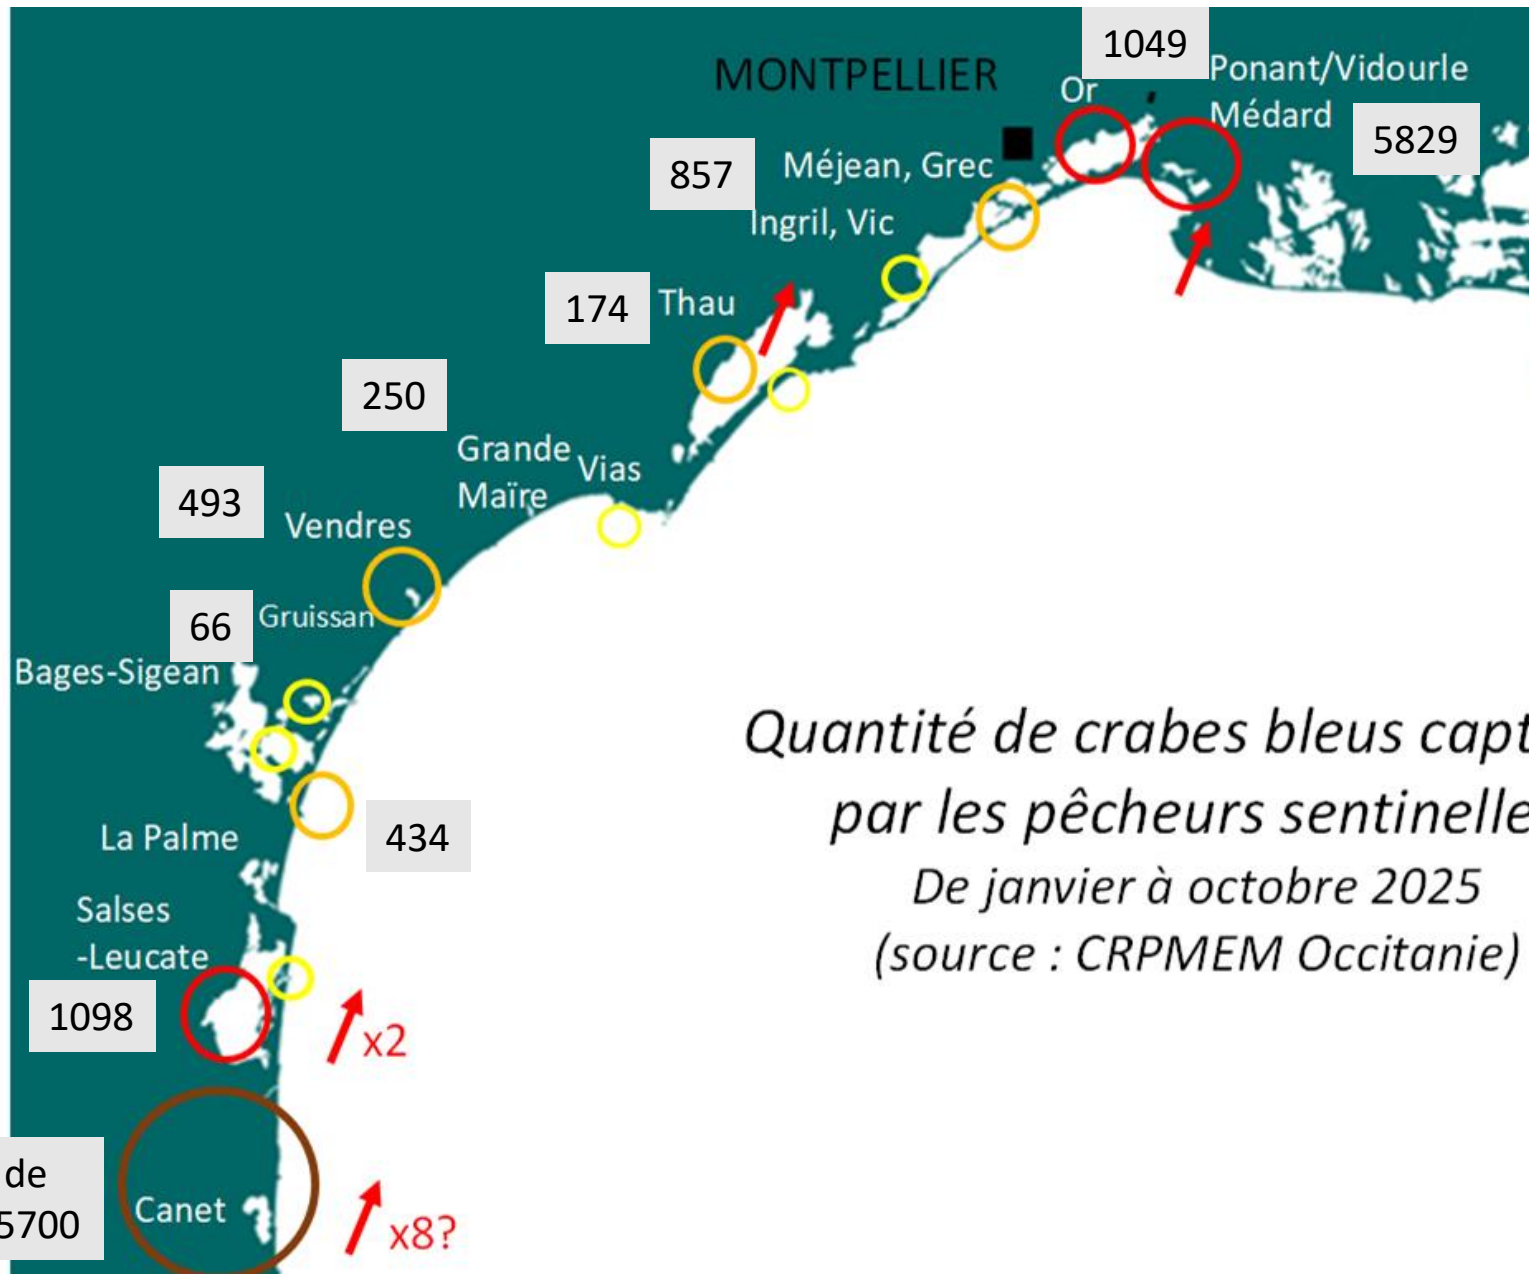 1049
MONTPELLIER
Or
Ponant/Vidourle
Médard
5829
857
Méjean, Grec
Ingril, Vic
174
Thau
250
Grande
Maïre
Vias
493
Vendres
66
Gruissan
Bages-Sigean
Quantité de crabes bleus capt
par les pêcheurs sentinelle
De janvier à octobre 2025
(source : CRPMEM Occitanie)
434
La Palme
Salses
-Leucate
1098
x2
de
5700
Canet
x8?